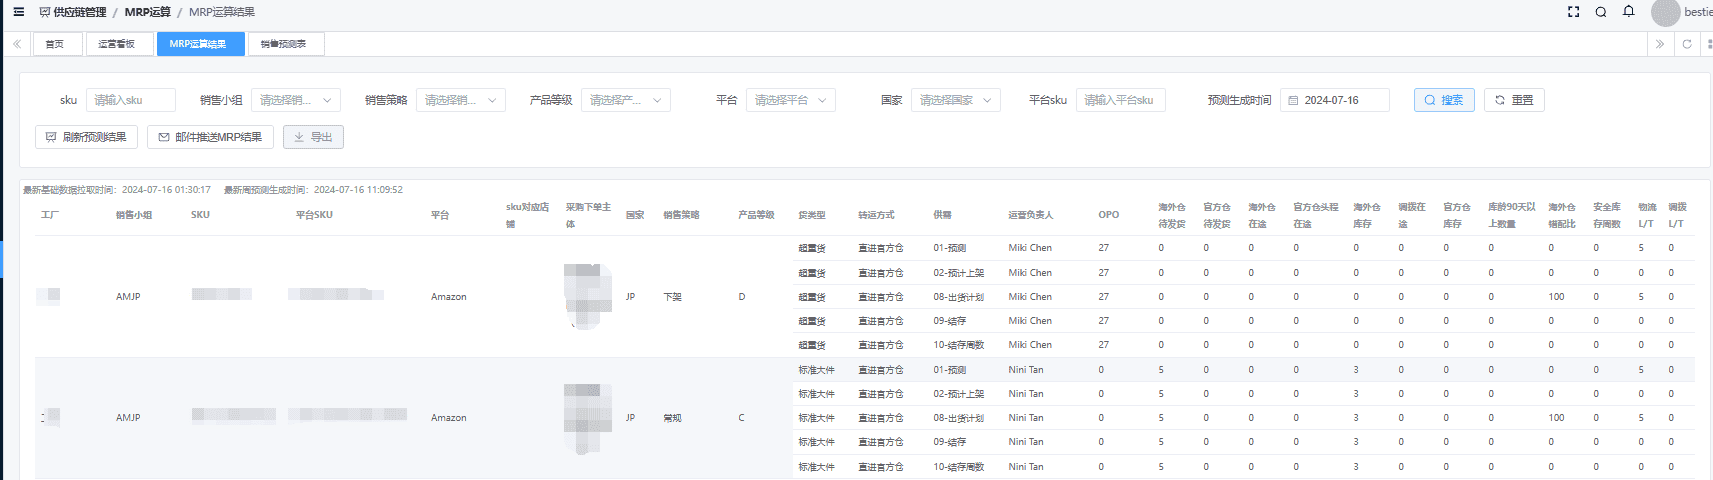 供应链管理 / MRP运算 / MRP运算结果
bestie
首页 运营看板 MRP运算结果 销售预测表
sku 请输入sku 销售小组 请选择销... 销售策略 请选择销... 产品等级 请选择产... 平台 请选择平台 国家 请选择国家 平台sku 请输入平台sku 预测生成时间 2024-07-16 搜索 重置
刷新预测结果 邮件推送MRP结果 导出
最新基础数据拉取时间：2024-07-16 01:30:17 最新周预测生成时间：2024-07-16 11:09:52
工厂 销售小组 SKU 平台SKU 平台 sku对应店铺 采购下单主体 国家 销售策略 产品等级 货类型 转运方式 供需 运营负责人 OPO 海外仓待发货 官方仓待发货 海外仓在途 官方仓头程在途 海外仓库存 调拨在途 官方仓库存 库龄90天以上数量 海外仓错配比 安全库存周数 物流L/T 调拨L/T
AMJP Amazon JP 下架 D
超重货 直进官方仓 01-预测 Miki Chen 27 0 0 0 0 0 0 0 0 0 0 5 0
超重货 直进官方仓 02-预计上架 Miki Chen 27 0 0 0 0 0 0 0 0 0 0 0 0
超重货 直进官方仓 08-出货计划 Miki Chen 27 0 0 0 0 0 0 0 0 100 0 5 0
超重货 直进官方仓 09-结存 Miki Chen 27 0 0 0 0 0 0 0 0 0 0 0 0
超重货 直进官方仓 10-结存周数 Miki Chen 27 0 0 0 0 0 0 0 0 0 0 0 0
AMJP Amazon JP 常规 C
标准大件 直进官方仓 01-预测 Nini Tan 0 5 0 0 0 3 0 0 0 0 0 5 0
标准大件 直进官方仓 02-预计上架 Nini Tan 0 5 0 0 0 3 0 0 0 0 0 0 0
标准大件 直进官方仓 08-出货计划 Nini Tan 0 5 0 0 0 3 0 0 0 100 0 5 0
标准大件 直进官方仓 09-结存 Nini Tan 0 5 0 0 0 3 0 0 0 0 0 0 0
标准大件 直进官方仓 10-结存周数 Nini Tan 0 5 0 0 0 3 0 0 0 0 0 0 0